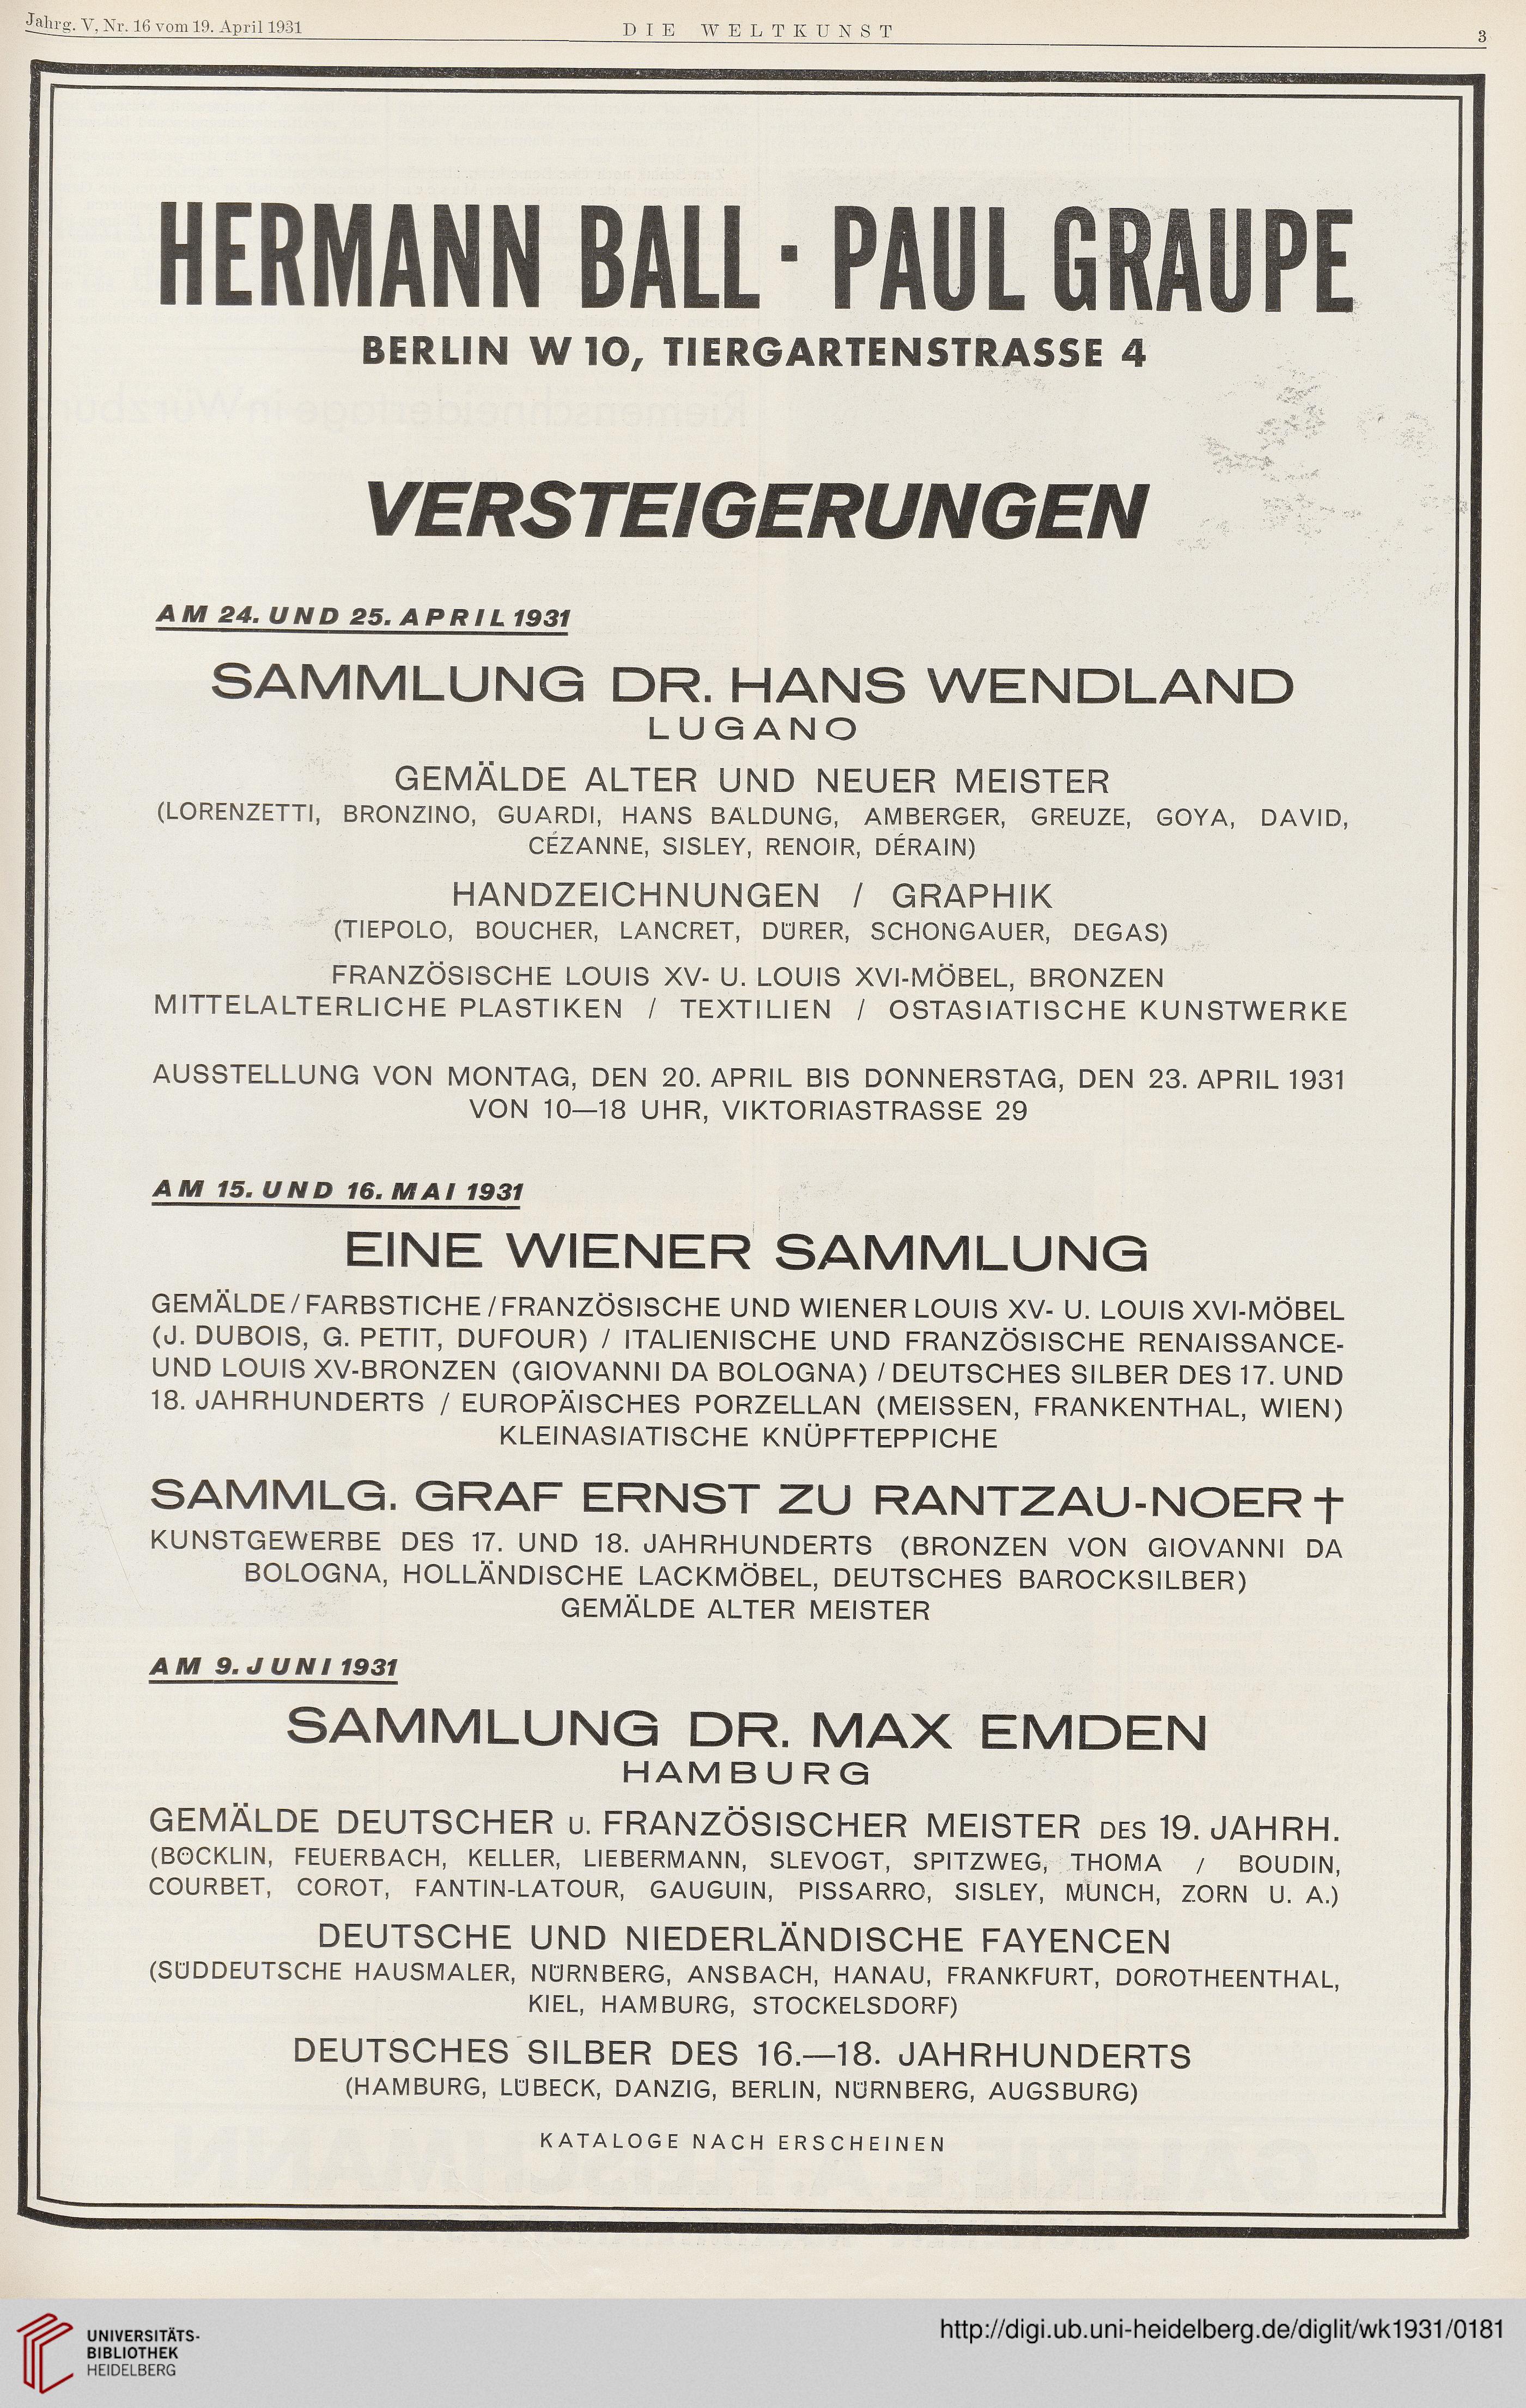 Jahrg. V, Nr. 16 vom 19. April 1931
DIE WELTKUNST
3
HERMANN BALL · PAUL GRAUPE
BERLIN W 10, TIERGARTENSTRASSE 4
VERSTEIGERUNGEN
AM 24. UND 25. APRIL 1931
SAMMLUNG DR. HANS WENDLAND
LUGANO
GEMÄLDE ALTER UND NEUER MEISTER
(LORENZETTI, BRONZINO, GUARDI, HANS BALDUNG, AMBERGER, GREUZE, GOYA, DAVID,
CÉZANNE, SISLEY, RENOIR, DÉRAIN)
HANDZEICHNUNGEN / GRAPHIK
(TIEPOLO, BOUCHER, LANCRET, DÜRER, SCHONGAUER, DEGAS)
FRANZÖSISCHE LOUIS XV- U. LOUIS XVI-MÖBEL, BRONZEN
MITTELALTERLICHE PLASTIKEN / TEXTILIEN / OSTASIATISCHE KUNSTWERKE
AUSSTELLUNG VON MONTAG, DEN 20. APRIL BIS DONNERSTAG, DEN 23. APRIL 1931
VON 10—18 UHR, VIKTORIASTRASSE 29
AM 15. UND 16. MAI 1931
EINE WIENER SAMMLUNG
GEMÄLDE / FARBSTICHE / FRANZÖSISCHE UND WIENER LOUIS XV- U. LOUIS XVI-MÖBEL
(J. DUBOIS, G. PETIT, DUFOUR) / ITALIENISCHE UND FRANZÖSISCHE RENAISSANCE-
UND LOUIS XV-BRONZEN (GIOVANNI DA BOLOGNA) / DEUTSCHES SILBER DES 17. UND
18. JAHRHUNDERTS / EUROPÄISCHES PORZELLAN (MEISSEN, FRANKENTHAL, WIEN)
KLEINASIATISCHE KNÜPFTEPPICHE
SAMMLG. GRAF ERNST ZU RANTZAU-NOER †
KUNSTGEWERBE DES 17. UND 18. JAHRHUNDERTS (BRONZEN VON GIOVANNI DA
BOLOGNA, HOLLÄNDISCHE LACKMÖBEL, DEUTSCHES BAROCKSILBER)
GEMÄLDE ALTER MEISTER
AM 9. JUNI 1931
SAMMLUNG DR. MAX EMDEN
HAMBURG
GEMÄLDE DEUTSCHER U. FRANZÖSISCHER MEISTER DES 19. JAHRH.
(BÖCKLIN, FEUERBACH, KELLER, LIEBERMANN, SLEVOGT, SPITZWEG, THOMA / BOUDIN,
COURBET, COROT, FANTIN-LATOUR, GAUGUIN, PISSARRO, SISLEY, MUNCH, ZORN U. A.)
DEUTSCHE UND NIEDERLÄNDISCHE FAYENCEN
(SÜDDEUTSCHE HAUSMALER, NÜRNBERG, ANSBACH, HANAU, FRANKFURT, DOROTHEENTHAL,
KIEL, HAMBURG, STOCKELSDORF)
DEUTSCHES SILBER DES 16.—18. JAHRHUNDERTS
(HAMBURG, LÜBECK, DANZIG, BERLIN, NÜRNBERG, AUGSBURG)
KATALOGE NACH ERSCHEINEN
UNIVERSITÄTS-
BIBLIOTHEK
HEIDELBERG
http://digi.ub.uni-heidelberg.de/diglit/wk1931/0181